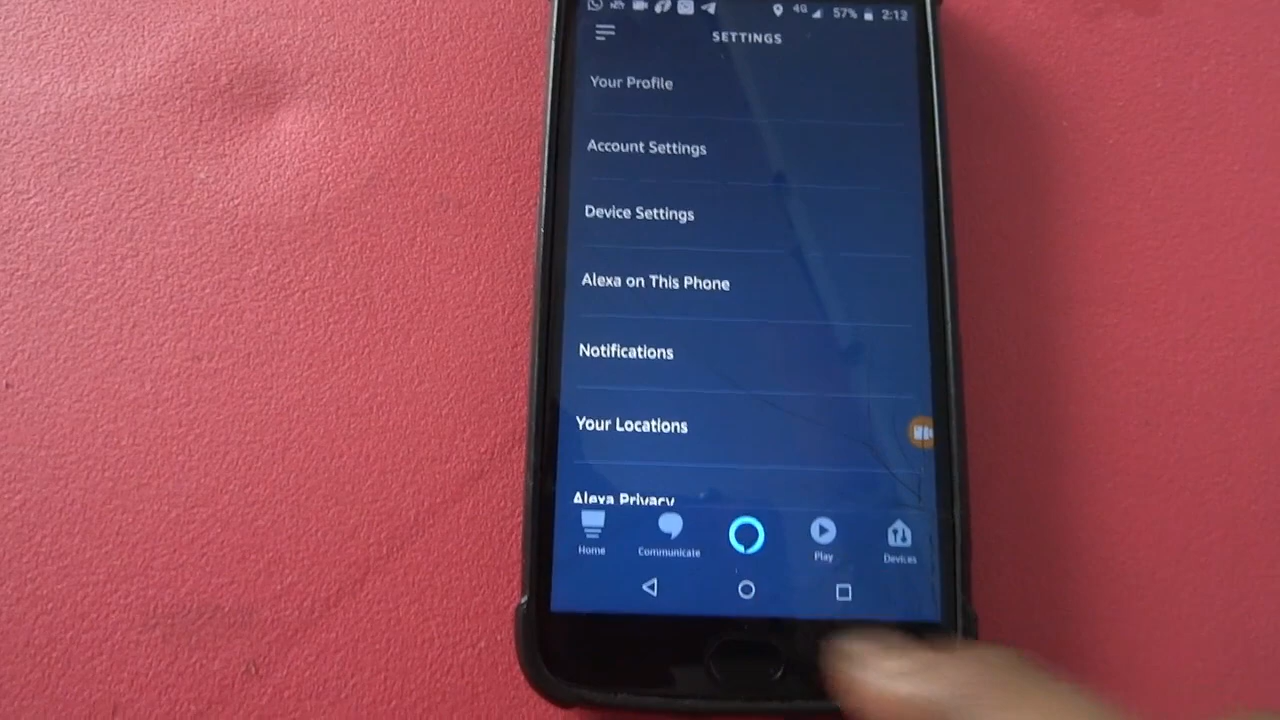 4G 57% 2:12
SETTINGS
Your Profile
Account Settings
Device Settings
Alexa on This Phone
Notifications
Your Locations
Alexa Privacy
Home Communicate Play Devices